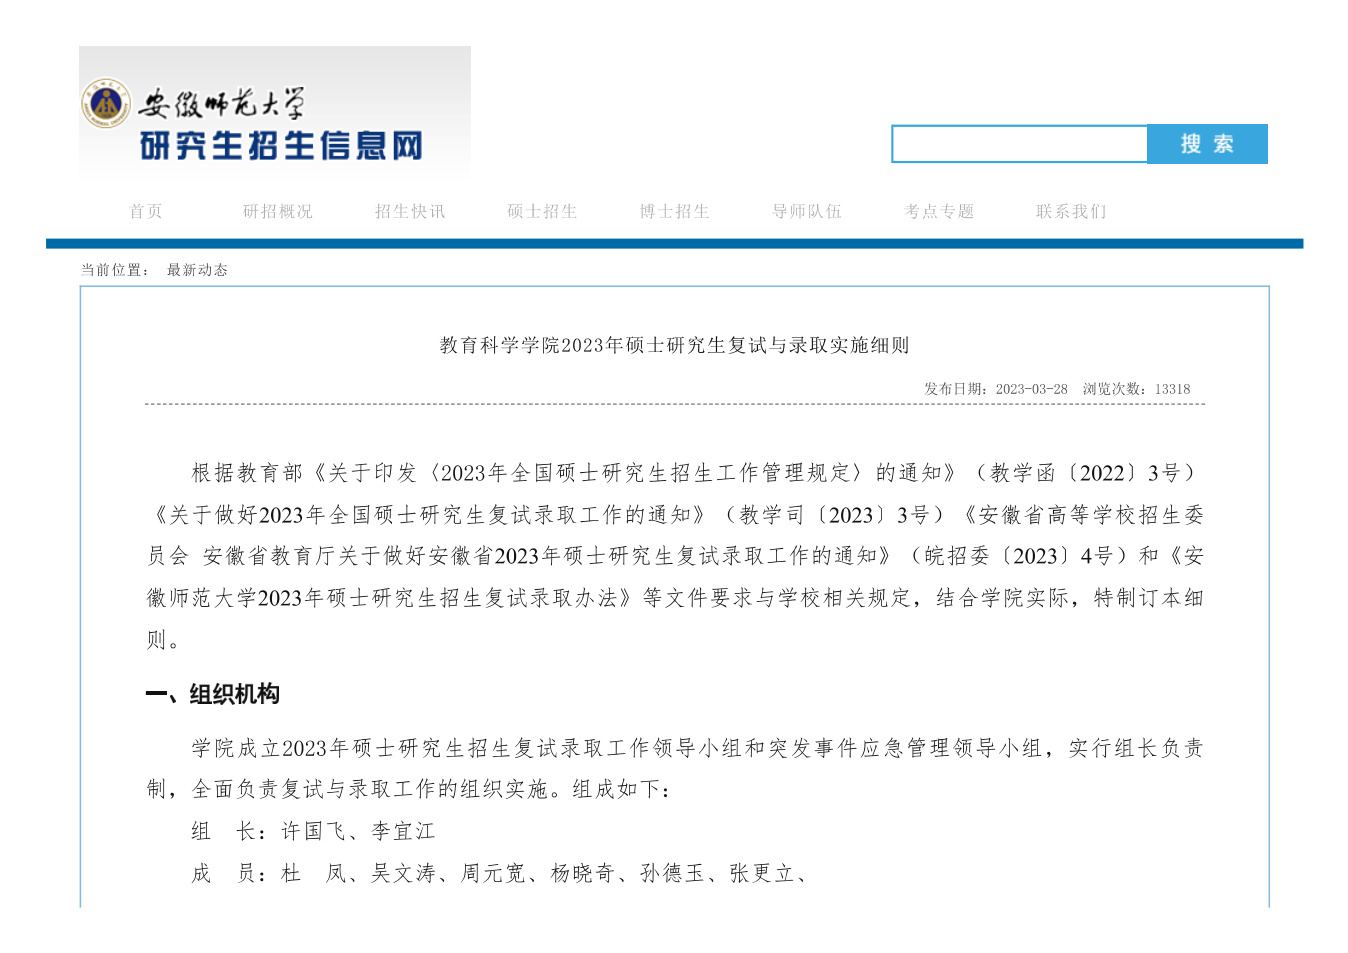 安徽师范大学
研究生招生信息网
搜 索
首页 研招概况 招生快讯 硕士招生 博士招生 导师队伍 考点专题 联系我们
当前位置： 最新动态
教育科学学院2023年硕士研究生复试与录取实施细则
发布日期：2023-03-28 浏览次数：13318
根据教育部《关于印发〈2023年全国硕士研究生招生工作管理规定〉的通知》（教学函〔2022〕3号）
《关于做好2023年全国硕士研究生复试录取工作的通知》（教学司〔2023〕3号）《安徽省高等学校招生委
员会 安徽省教育厅关于做好安徽省2023年硕士研究生复试录取工作的通知》（皖招委〔2023〕4号）和《安
徽师范大学2023年硕士研究生招生复试录取办法》等文件要求与学校相关规定，结合学院实际，特制订本细
则。
一、组织机构
学院成立2023年硕士研究生招生复试录取工作领导小组和突发事件应急管理领导小组，实行组长负责
制，全面负责复试与录取工作的组织实施。组成如下：
组　长：许国飞、李宜江
成　员：杜　凤、吴文涛、周元宽、杨晓奇、孙德玉、张更立、